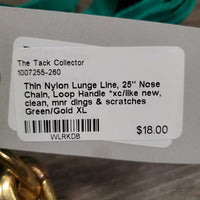 The Tack Collector
1007255-260
Thin Nylon Lunge Line, 25" Nose
Chain, Loop Handle *xc/like new,
clean, mnr dings & scratches
Green/Gold XL
$18.00
WLRKD8